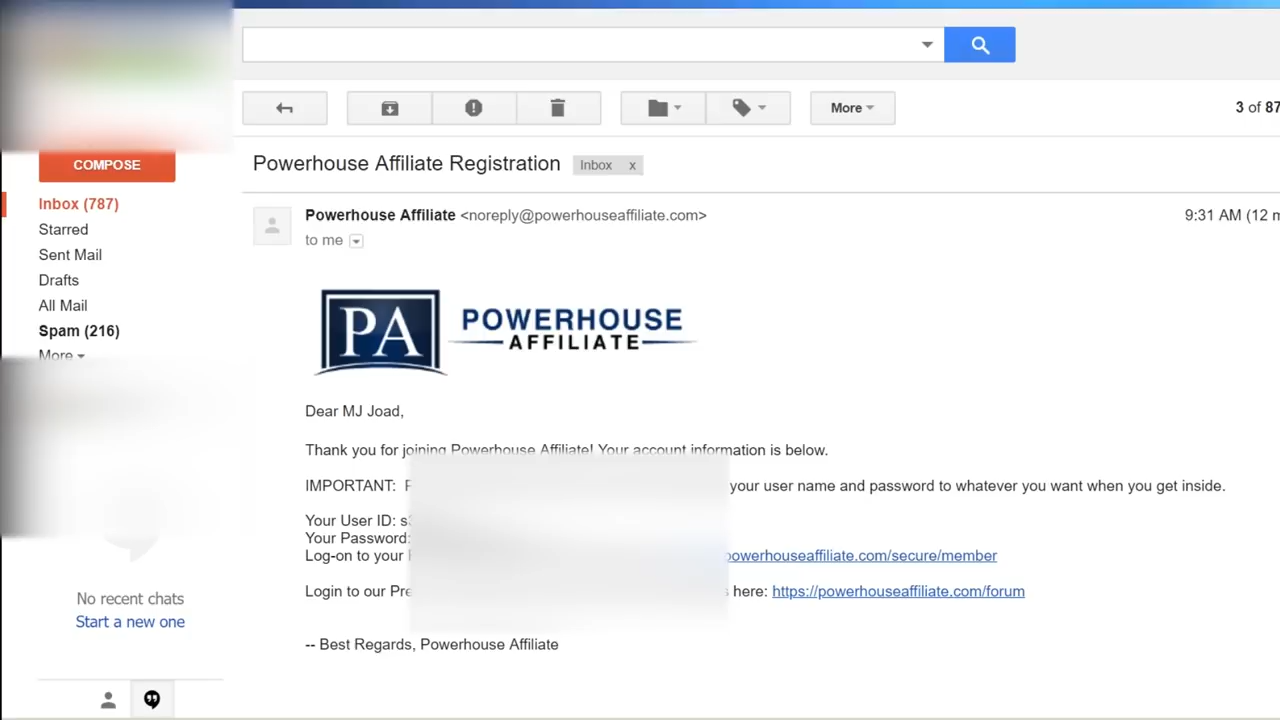 More
3 of 87
Powerhouse Affiliate Registration Inbox x
COMPOSE
Inbox (787)
Starred
Sent Mail
Drafts
All Mail
Spam (216)
More
Powerhouse Affiliate <noreply@powerhouseaffiliate.com>
9:31 AM (12 m
to me
PA POWERHOUSE
AFFILIATE
Dear MJ Joad,
Thank you for joining Powerhouse Affiliate! Your account information is below.
IMPORTANT: your user name and password to whatever you want when you get inside.
Your User ID:
Your Password:
Log-on to your powerhouseaffiliate.com/secure/member
Login to our here: https://powerhouseaffiliate.com/forum
-- Best Regards, Powerhouse Affiliate
No recent chats
Start a new one